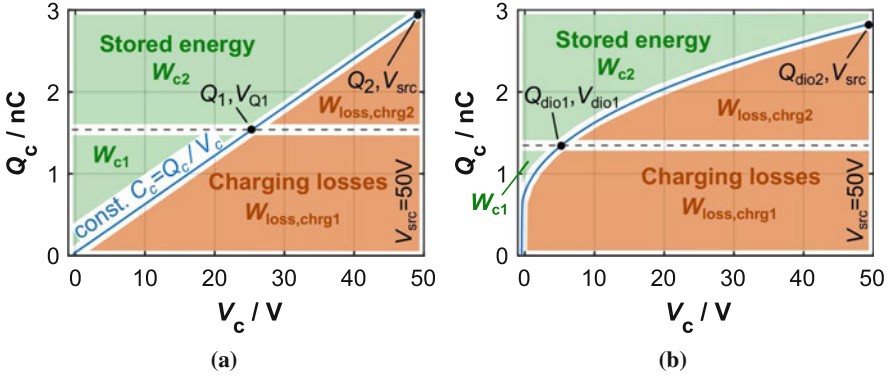 3
2
1
0
Q_c / nC
Stored energy
W_c2
Q_1, V_Q1
Q_2, V_src
W_loss,chrg2
W_c1
const. C_c=Q_c / V_c
Charging losses
W_loss,chrg1
V_src=50V
0 10 20 30 40 50
V_c / V
(a)
3
2
1
0
Q_c / nC
Stored energy
W_c2
Q_dio1, V_dio1
Q_dio2, V_src
W_loss,chrg2
W_c1
Charging losses
W_loss,chrg1
V_src=50V
0 10 20 30 40 50
V_c / V
(b)